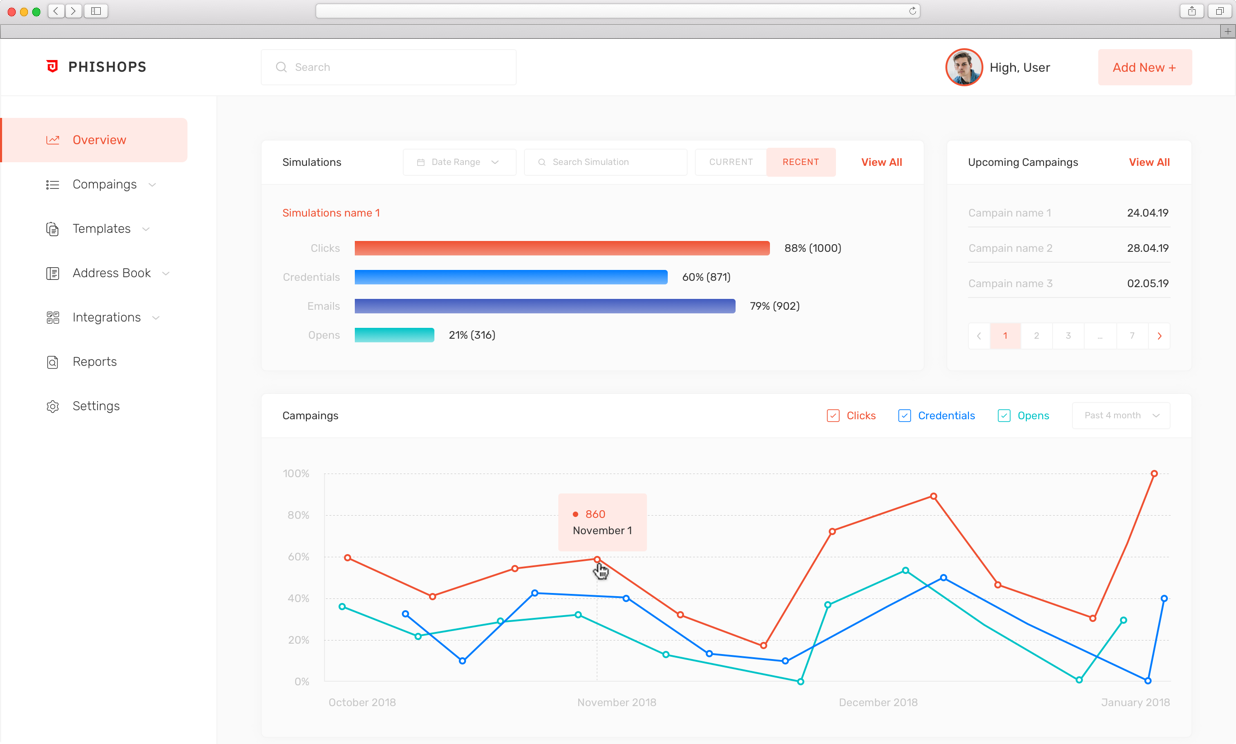 PHISHOPS
Search
High, User
Add New +
Overview
Compaings
Templates
Address Book
Integrations
Reports
Settings
Simulations
Date Range
Search Simulation
CURRENT
RECENT
View All
Simulations name 1
Clicks 88% (1000)
Credentials 60% (871)
Emails 79% (902)
Opens 21% (316)
Upcoming Campaings
View All
Campain name 1 24.04.19
Campain name 2 28.04.19
Campain name 3 02.05.19
1 2 3 ... 7
Campaings
Clicks
Credentials
Opens
Past 4 month
100%
80%
60%
40%
20%
0%
860
November 1
October 2018
November 2018
December 2018
January 2018